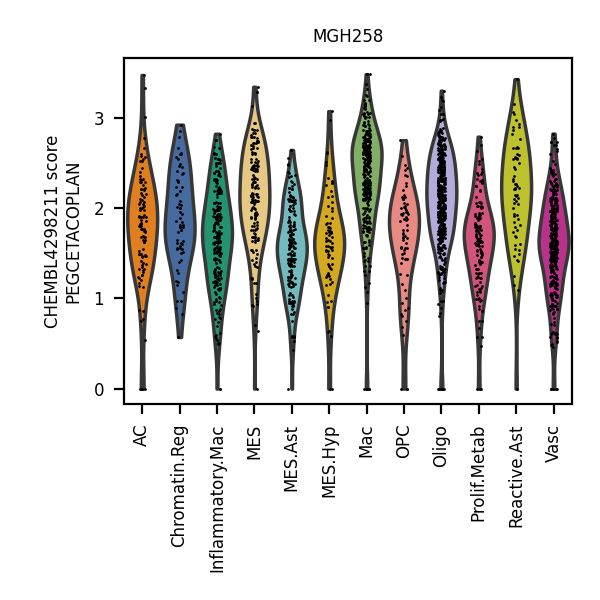 MGH258
CHEMBL4298211 score
PEGCETACOPLAN
3
2
1
0
AC
Chromatin.Reg
Inflammatory.Mac
MES
MES.Ast
MES.Hyp
Mac
OPC
Oligo
Prolif.Metab
Reactive.Ast
Vasc